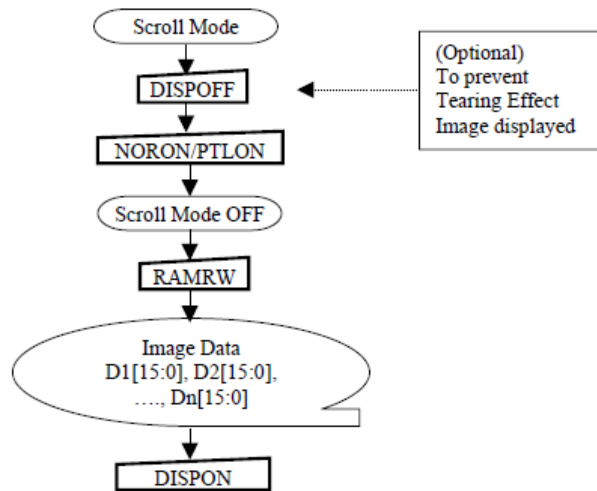 Scroll Mode
(Optional)
To prevent
Tearing Effect
Image displayed
DISPOFF
NORON/PTLON
Scroll Mode OFF
RAMRW
Image Data
D1[15:0], D2[15:0],
…., Dn[15:0]
DISPON